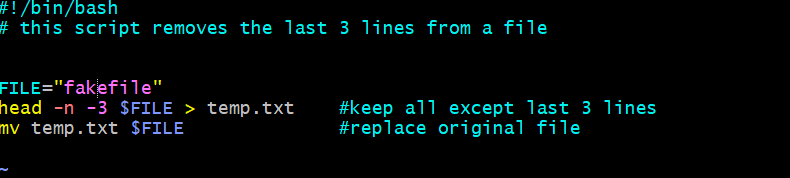 #!/bin/bash
# this script removes the last 3 lines from a file
FILE="fakefile"
head -n -3 $FILE > temp.txt    #keep all except last 3 lines
mv temp.txt $FILE              #replace original file
~